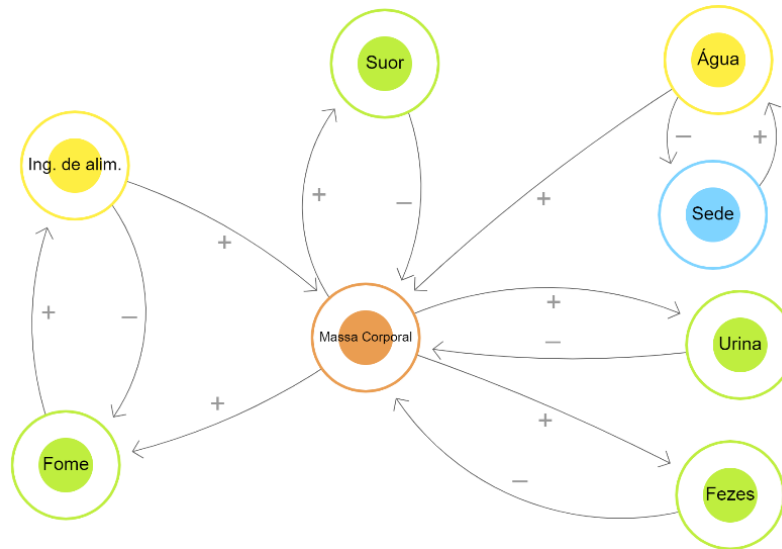 Suor
Água
Ing. de alim.
+
−
+
+
−
+
Sede
+
−
+
−
Massa Corporal
+
−
Urina
+
+
Fome
−
Fezes